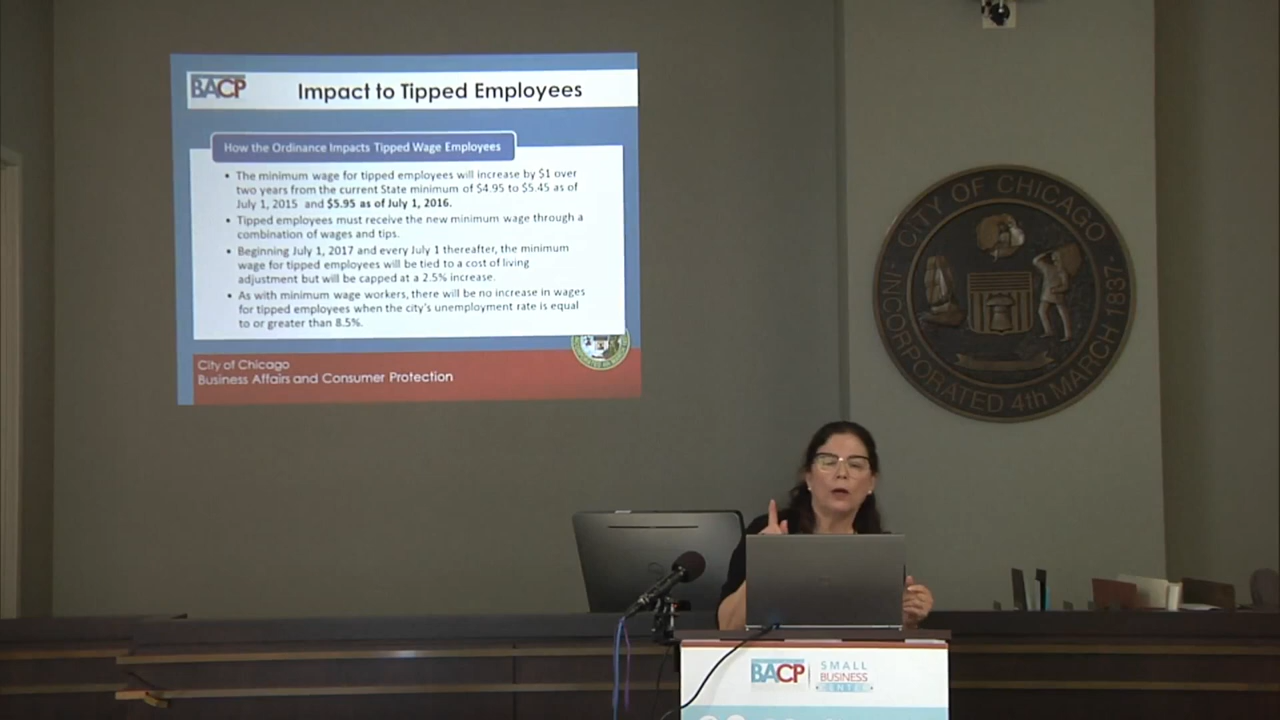 BACP
Impact to Tipped Employees
How the Ordinance Impacts Tipped Wage Employees
• The minimum wage for tipped employees will increase by $1 over
two years from the current State minimum of $4.95 to $5.45 as of
July 1, 2015 and $5.95 as of July 1, 2016.
• Tipped employees must receive the new minimum wage through a
combination of wages and tips.
• Beginning July 1, 2017 and every July 1 thereafter, the minimum
wage for tipped employees will be tied to a cost of living
adjustment but will be capped at a 2.5% increase.
• As with minimum wage workers, there will be no increase in wages
for tipped employees when the city's unemployment rate is equal
to or greater than 8.5%.
City of Chicago
Business Affairs and Consumer Protection
CITY OF CHICAGO
INCORPORATED 4th MARCH 1837
BACP
SMALL
BUSINESS
CENTER